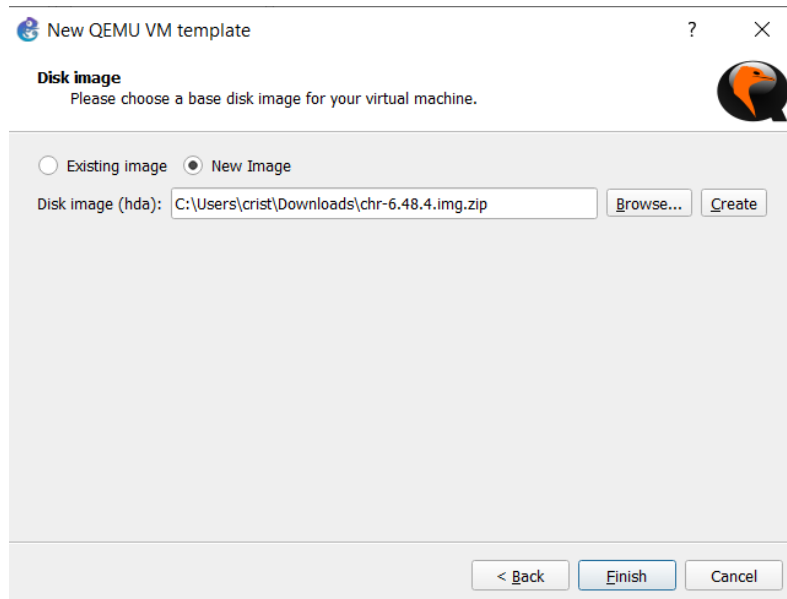 New QEMU VM template
?
Disk image
Please choose a base disk image for your virtual machine.
Existing image New Image
Disk image (hda): C:\Users\crist\Downloads\chr-6.48.4.img.zip Browse... Create
< Back Finish Cancel